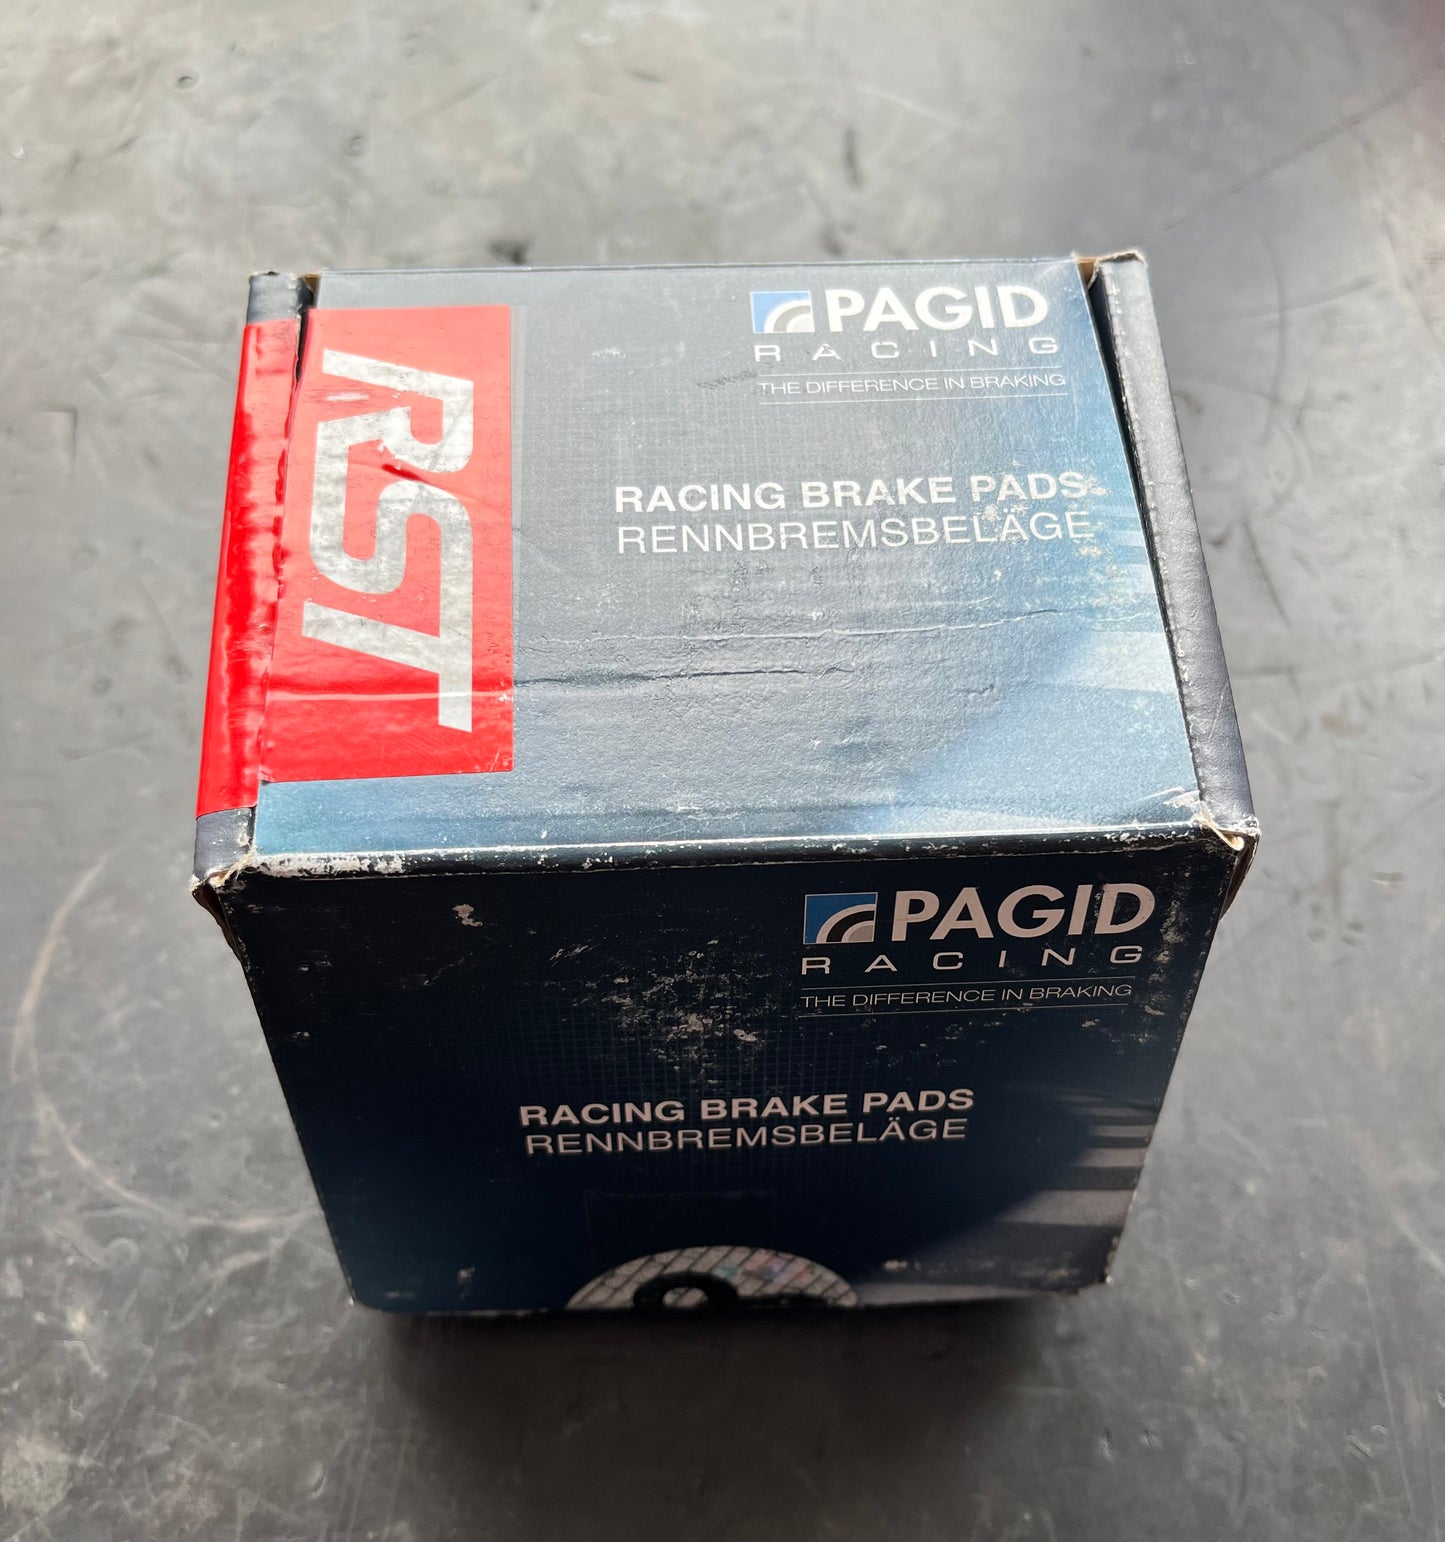 RST
PAGID
RACING
THE DIFFERENCE IN BRAKING
RACING BRAKE PADS
RENNBREMSBELÄGE
PAGID
RACING
THE DIFFERENCE IN BRAKING
RACING BRAKE PADS
RENNBREMSBELÄGE